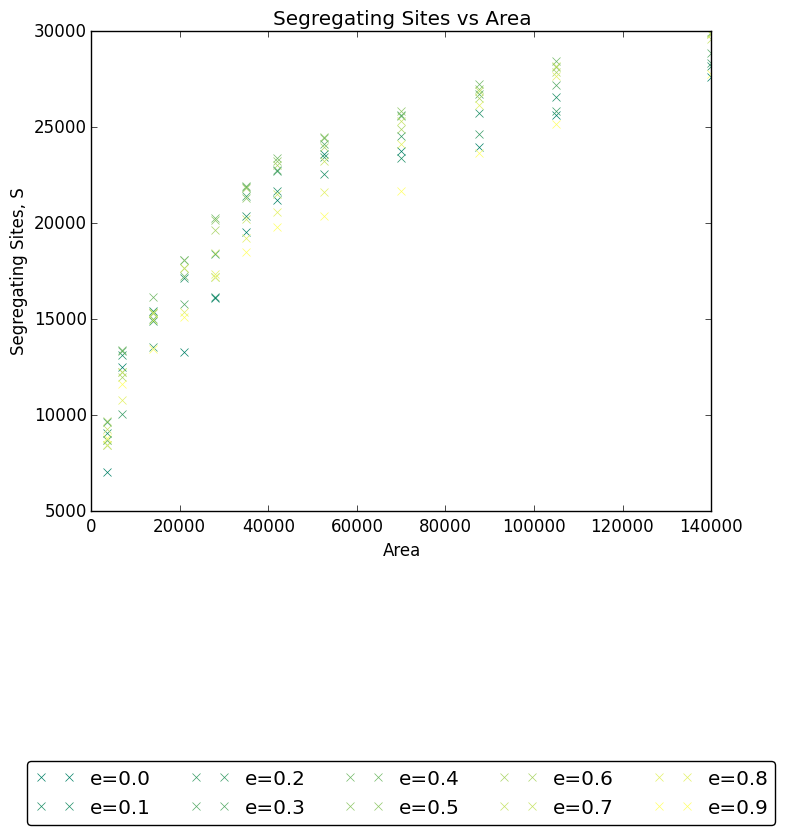 Segregating Sites vs Area
30000
25000
20000
15000
10000
5000
Segregating Sites, S
0 20000 40000 60000 80000 100000 120000 140000
Area
e=0.0 e=0.2 e=0.4 e=0.6 e=0.8
e=0.1 e=0.3 e=0.5 e=0.7 e=0.9